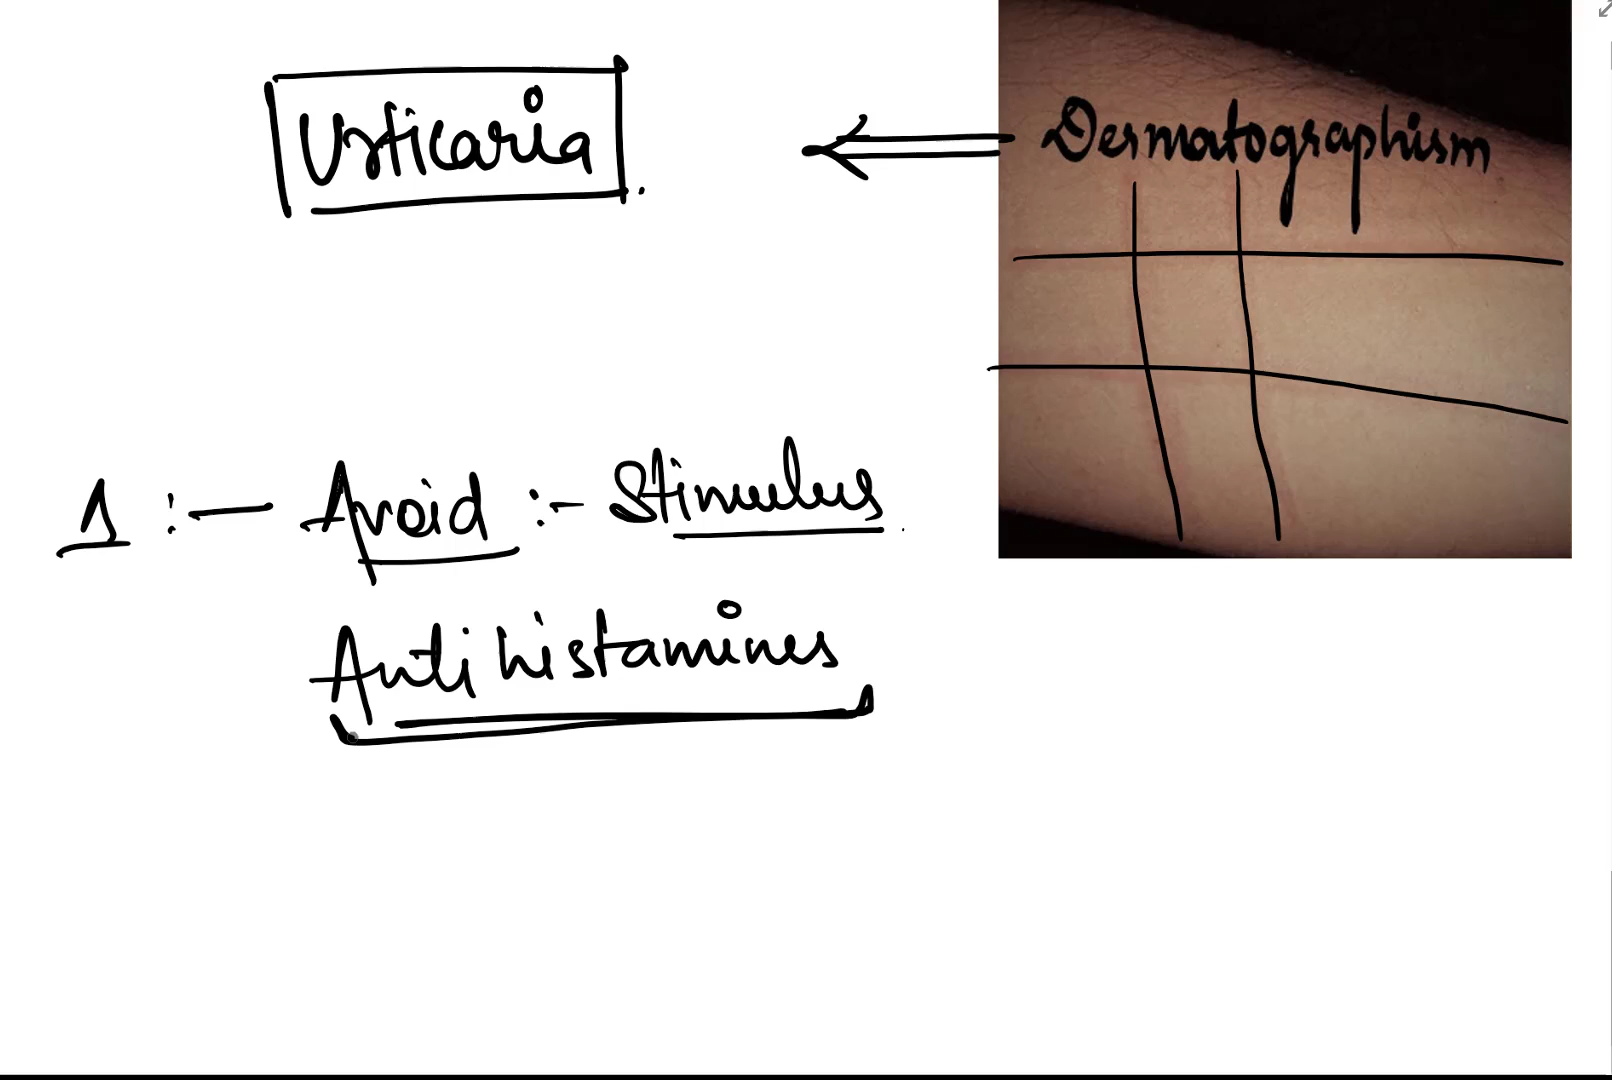 Urticaria.
Dermatographism
1 :- Avoid :- Stimulus.
Antihistamines